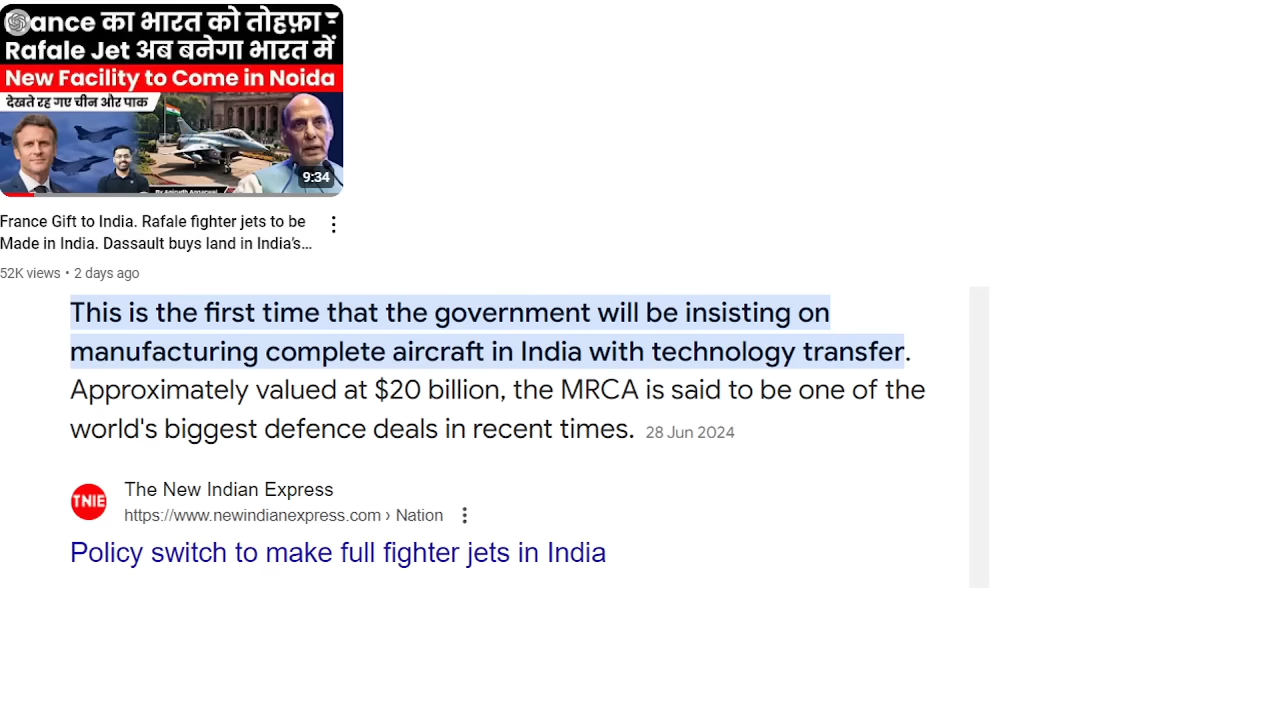 France का भारत को तोहफ़ा
Rafale Jet अब बनेगा भारत में
New Facility to Come in Noida
देखते रह गए चीन और पाक
By Anirudh Aggarwal
9:34
France Gift to India. Rafale fighter jets to be
Made in India. Dassault buys land in India's...
52K views • 2 days ago
This is the first time that the government will be insisting on
manufacturing complete aircraft in India with technology transfer.
Approximately valued at $20 billion, the MRCA is said to be one of the
world's biggest defence deals in recent times. 28 Jun 2024
TNIE
The New Indian Express
https://www.newindianexpress.com › Nation
Policy switch to make full fighter jets in India